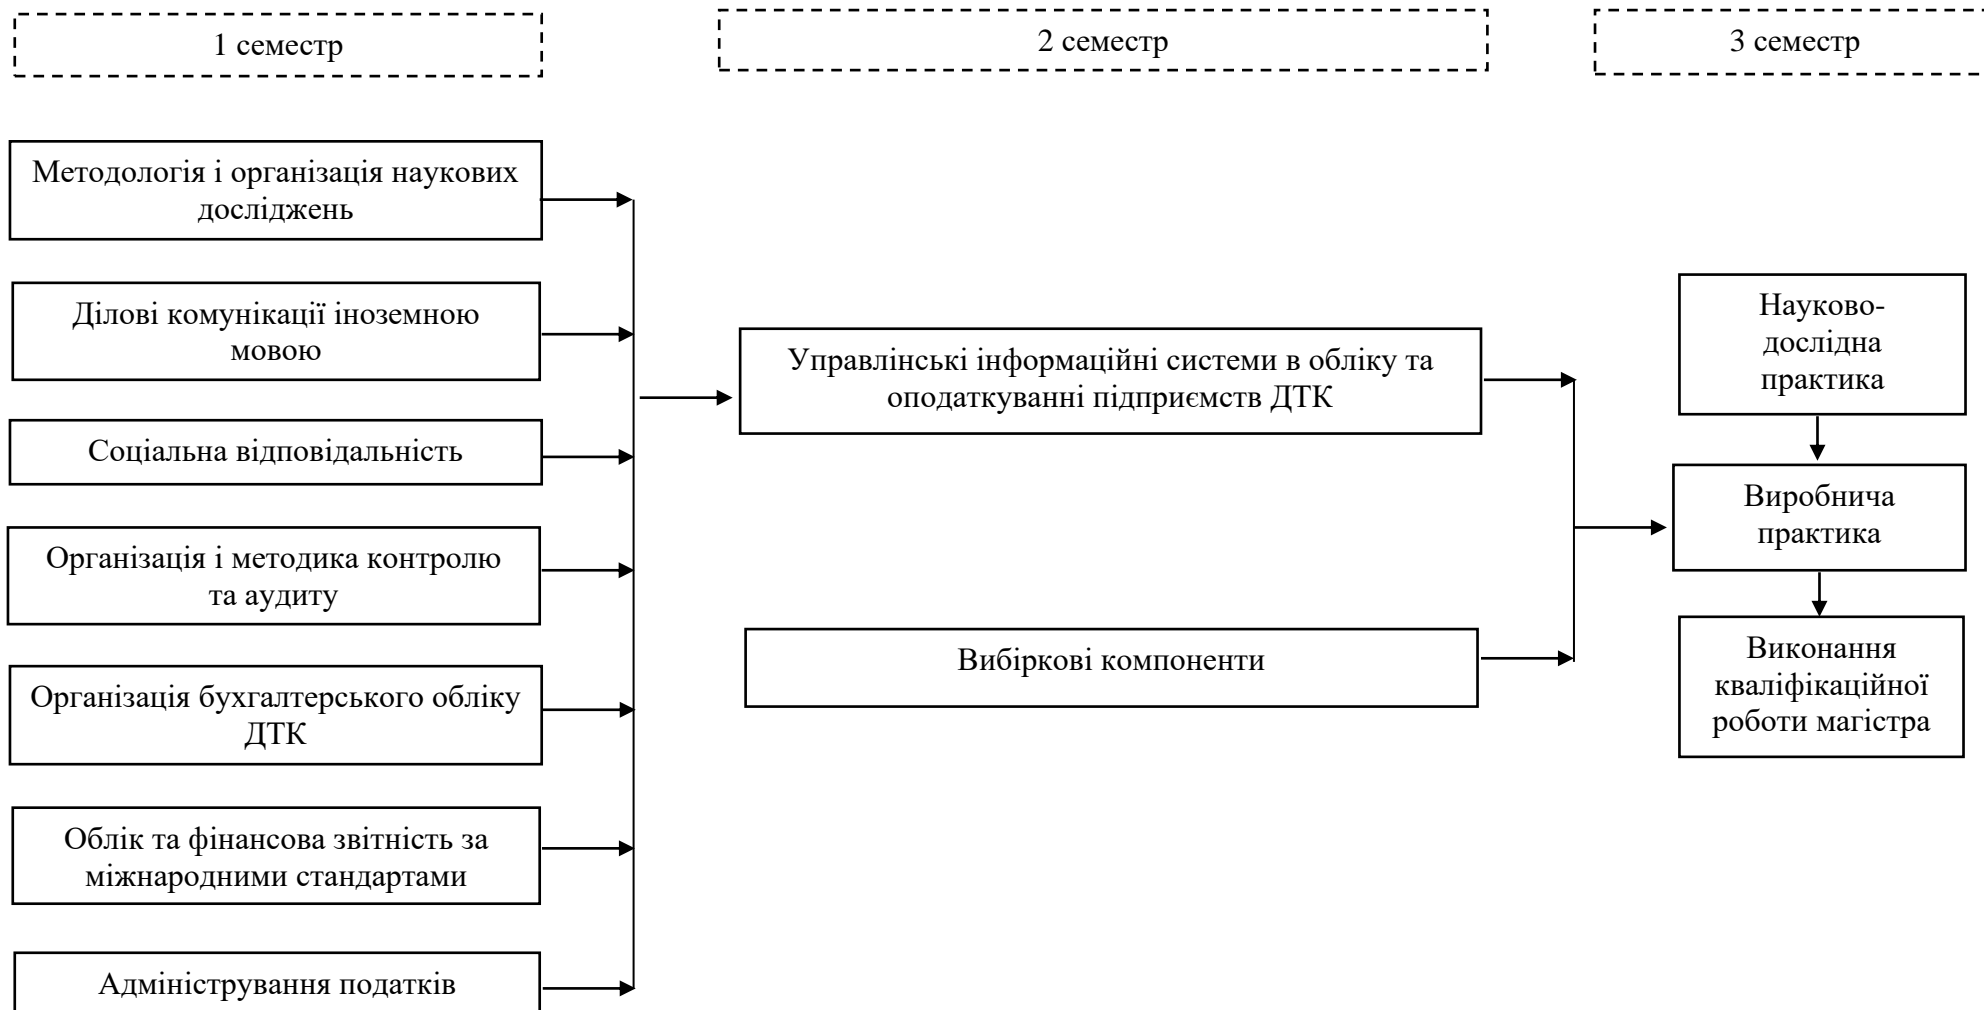 1 семестр
2 семестр
3 семестр
Методологія і організація наукових
досліджень
Ділові комунікації іноземною
мовою
Соціальна відповідальність
Організація і методика контролю
та аудиту
Організація бухгалтерського обліку
ДТК
Облік та фінансова звітність за
міжнародними стандартами
Адміністрування податків
Управлінські інформаційні системи в обліку та
оподаткуванні підприємств ДТК
Вибіркові компоненти
Науково-
дослідна
практика
Виробнича
практика
Виконання
кваліфікаційної
роботи магістра